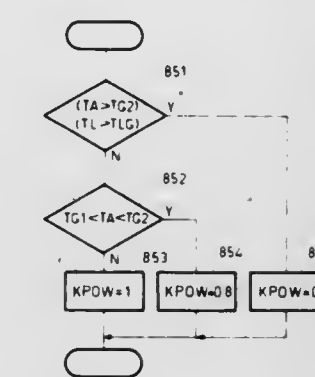 851
(TA>TG2)
(TL>TLG)
Y
N
852
TG1<TA<TG2
Y
N
853
854
KPOW=1
KPOW=0.8